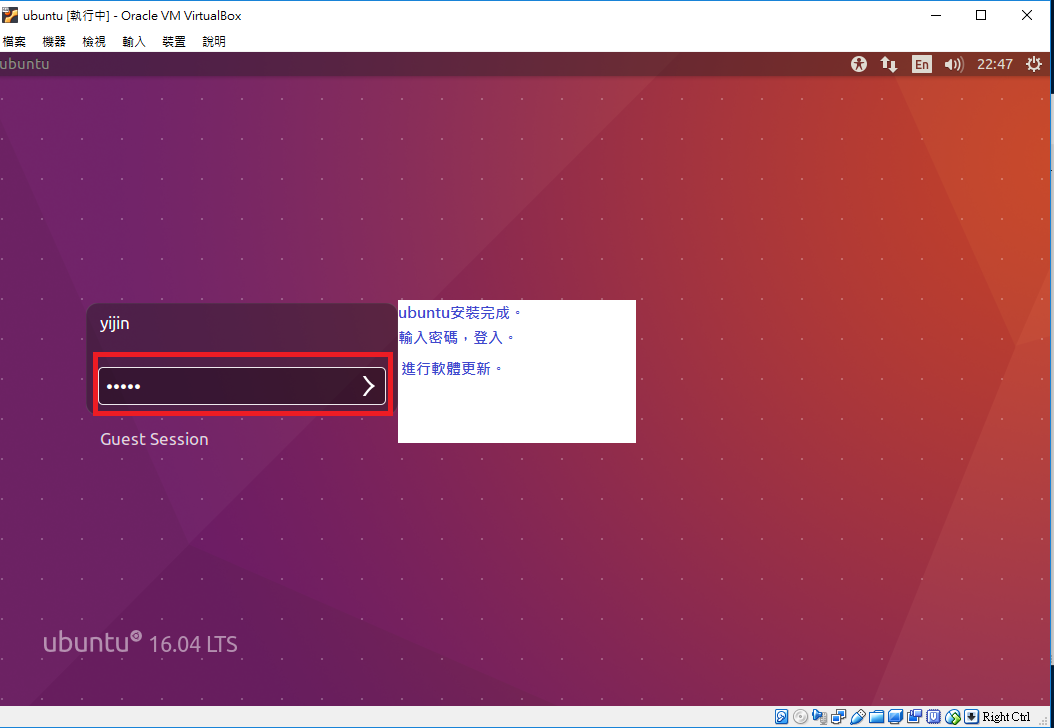 ubuntu [執行中] - Oracle VM VirtualBox
檔案 機器 檢視 輸入 裝置 說明
ubuntu En 22:47
yijin
•••••
Guest Session
ubuntu安裝完成。
輸入密碼，登入。
進行軟體更新。
ubuntu® 16.04 LTS
Right Ctrl